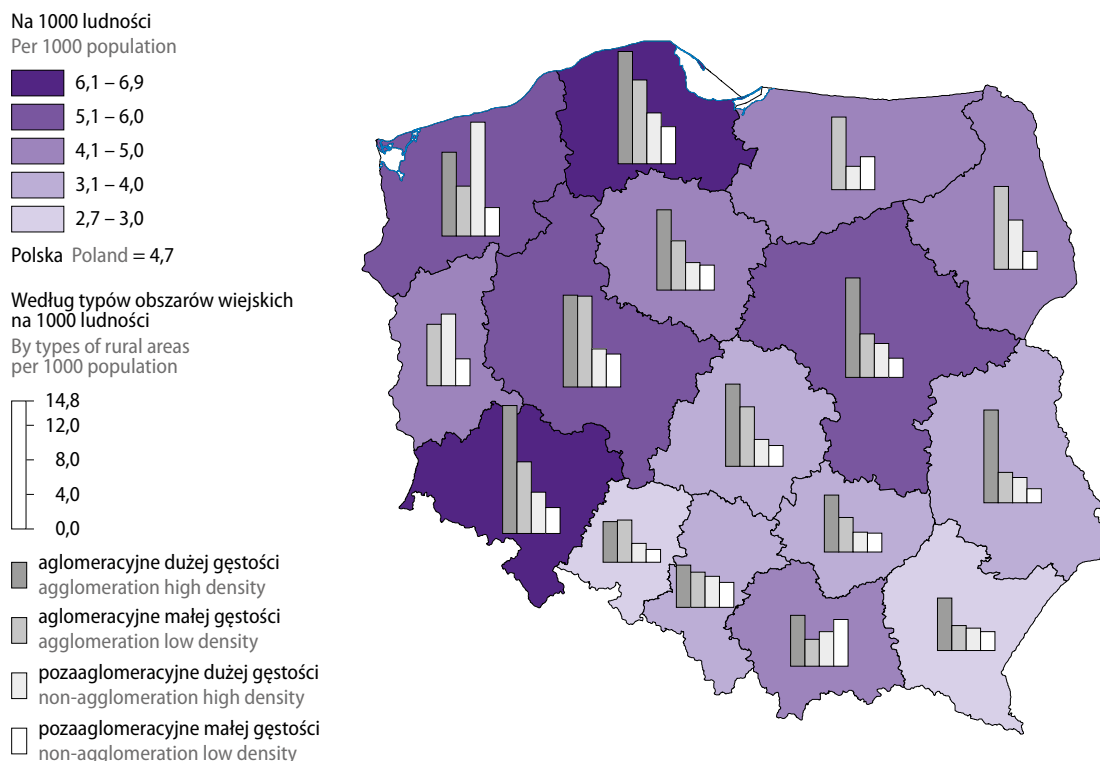 Na 1000 ludności
Per 1000 population
6,1 – 6,9
5,1 – 6,0
4,1 – 5,0
3,1 – 4,0
2,7 – 3,0
Polska Poland = 4,7
Według typów obszarów wiejskich
na 1000 ludności
By types of rural areas
per 1000 population
14,8
12,0
8,0
4,0
0,0
aglomeracyjne dużej gęstości
agglomeration high density
aglomeracyjne małej gęstości
agglomeration low density
pozaaglomeracyjne dużej gęstości
non-agglomeration high density
pozaaglomeracyjne małej gęstości
non-agglomeration low density